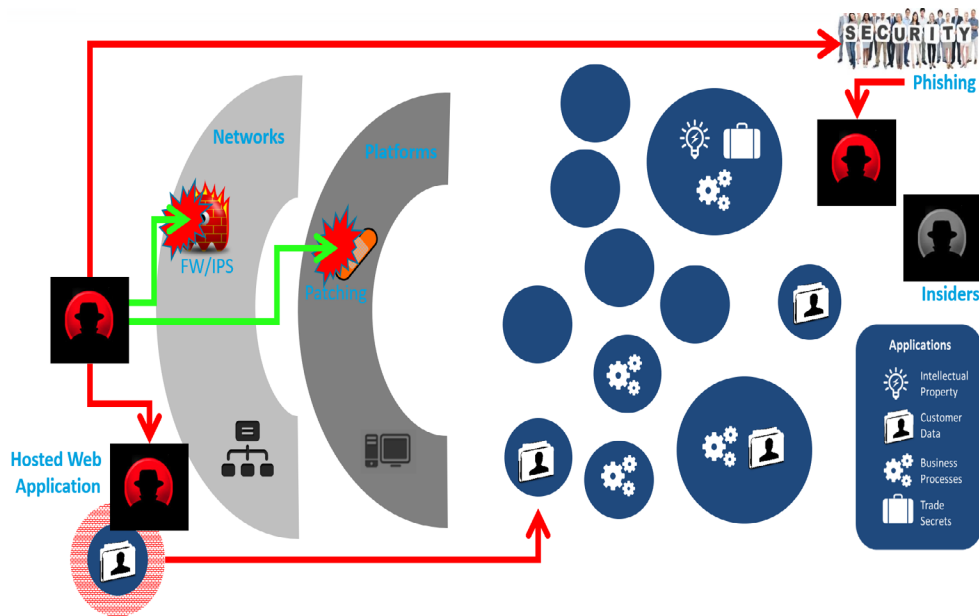 SECURITY
Phishing
Networks
Platforms
FW/IPS
Patching
Insiders
Hosted Web
Application
Applications
Intellectual
Property
Customer
Data
Business
Processes
Trade
Secrets